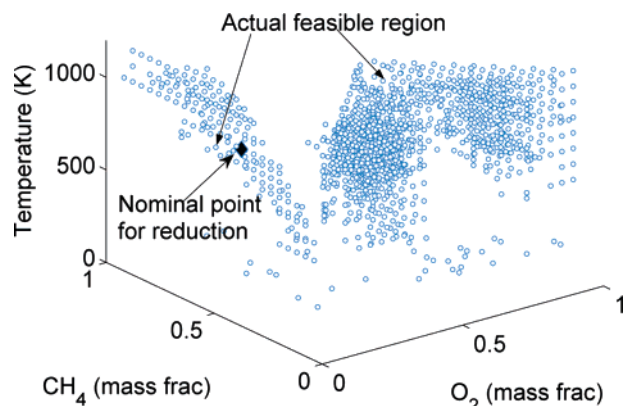 Actual feasible region
1000
Temperature (K)
500
Nominal point
for reduction
0
1
1
0.5
0.5
0
0
CH4 (mass frac)
O2 (mass frac)